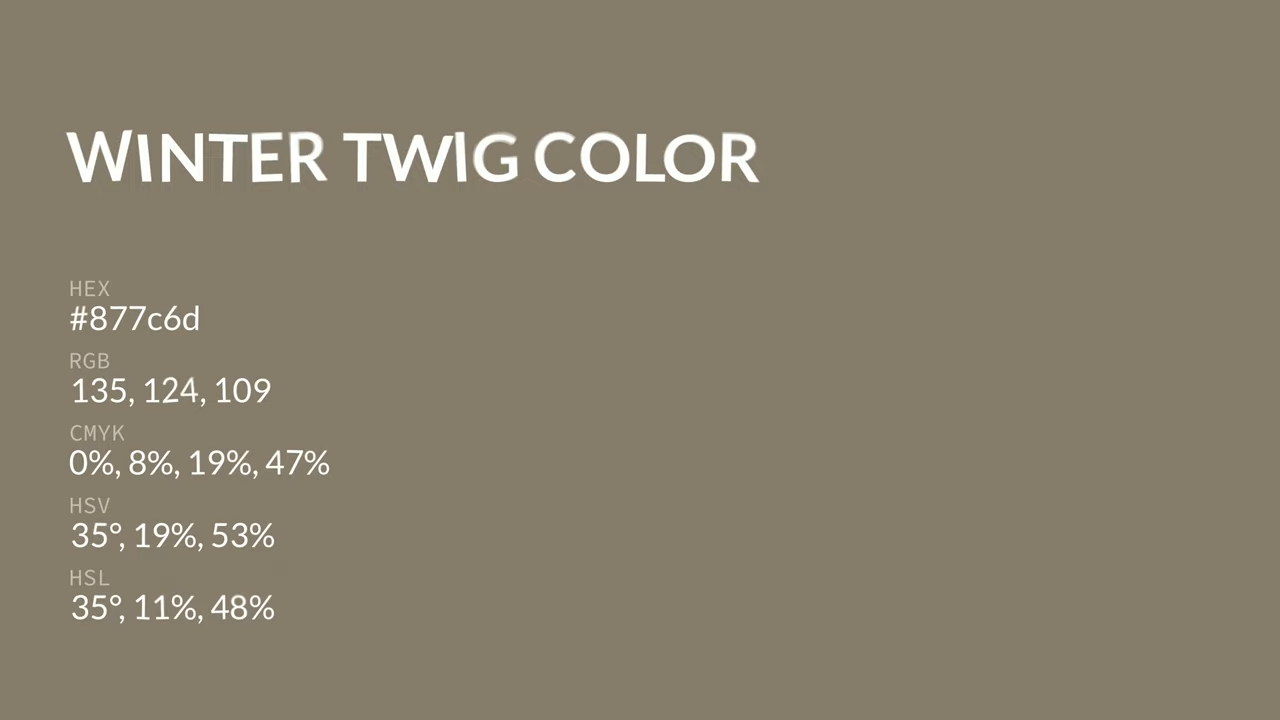 WINTER TWIG COLOR
HEX
#877c6d
RGB
135, 124, 109
CMYK
0%, 8%, 19%, 47%
HSV
35°, 19%, 53%
HSL
35°, 11%, 48%